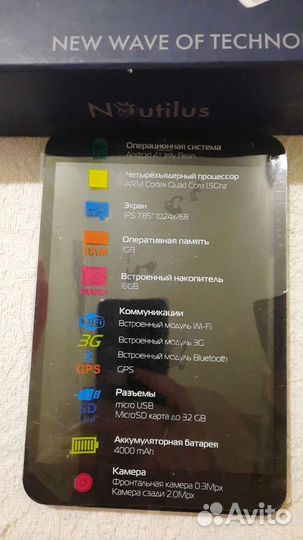 NEW WAVE OF TECHNO
Nautilus
Операционная система
Android 4.1 Jelly Bean
Четырёхъядерный процессор
ARM Cortex Quad Core 1.5Ghz
Экран
IPS 7.85" 1024x768
Оперативная память
1GB
RAM
Встроенный накопитель
16GB
NAND
Коммуникации
WiFi
Встроенный модуль Wi-Fi
3G
Встроенный модуль 3G
Встроенный модуль Bluetooth
GPS
GPS
Разъемы
micro USB
SD
MicroSD карта до 32 GB
Аккумуляторная батарея
4000 mAh
Камера
Фронтальная камера 0.3Mpx
Камера сзади 2.0Mpx
Avito